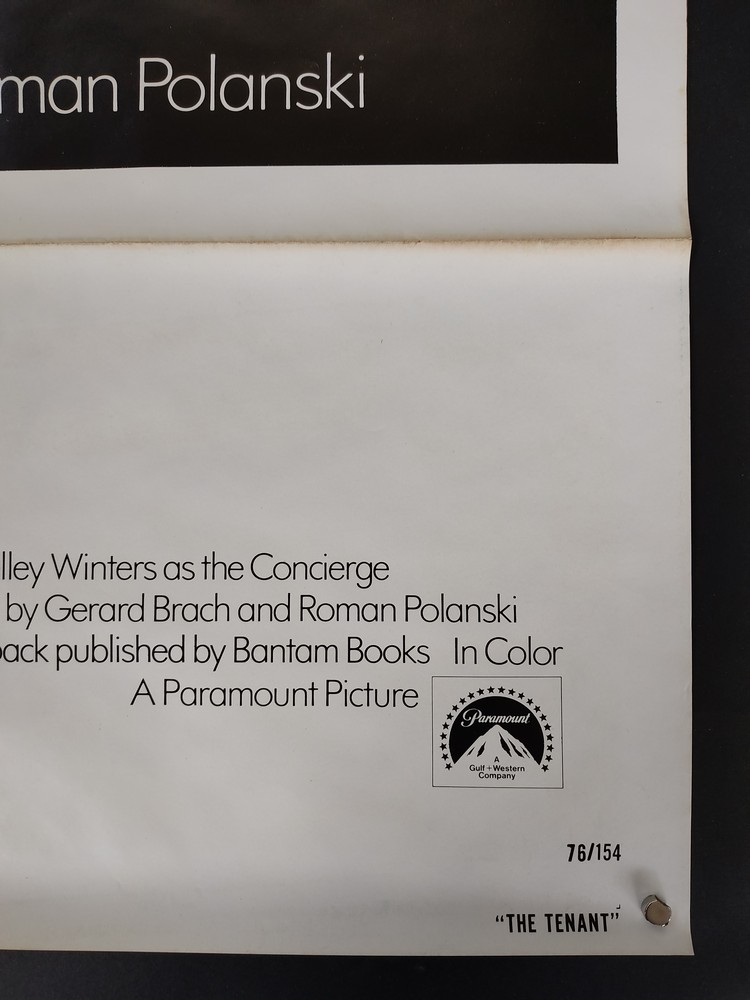 man Polanski
lley Winters as the Concierge
by Gerard Brach and Roman Polanski
back published by Bantam Books   In Color
A Paramount Picture
Paramount
A
Gulf+Western
Company
76/154
“THE TENANT”